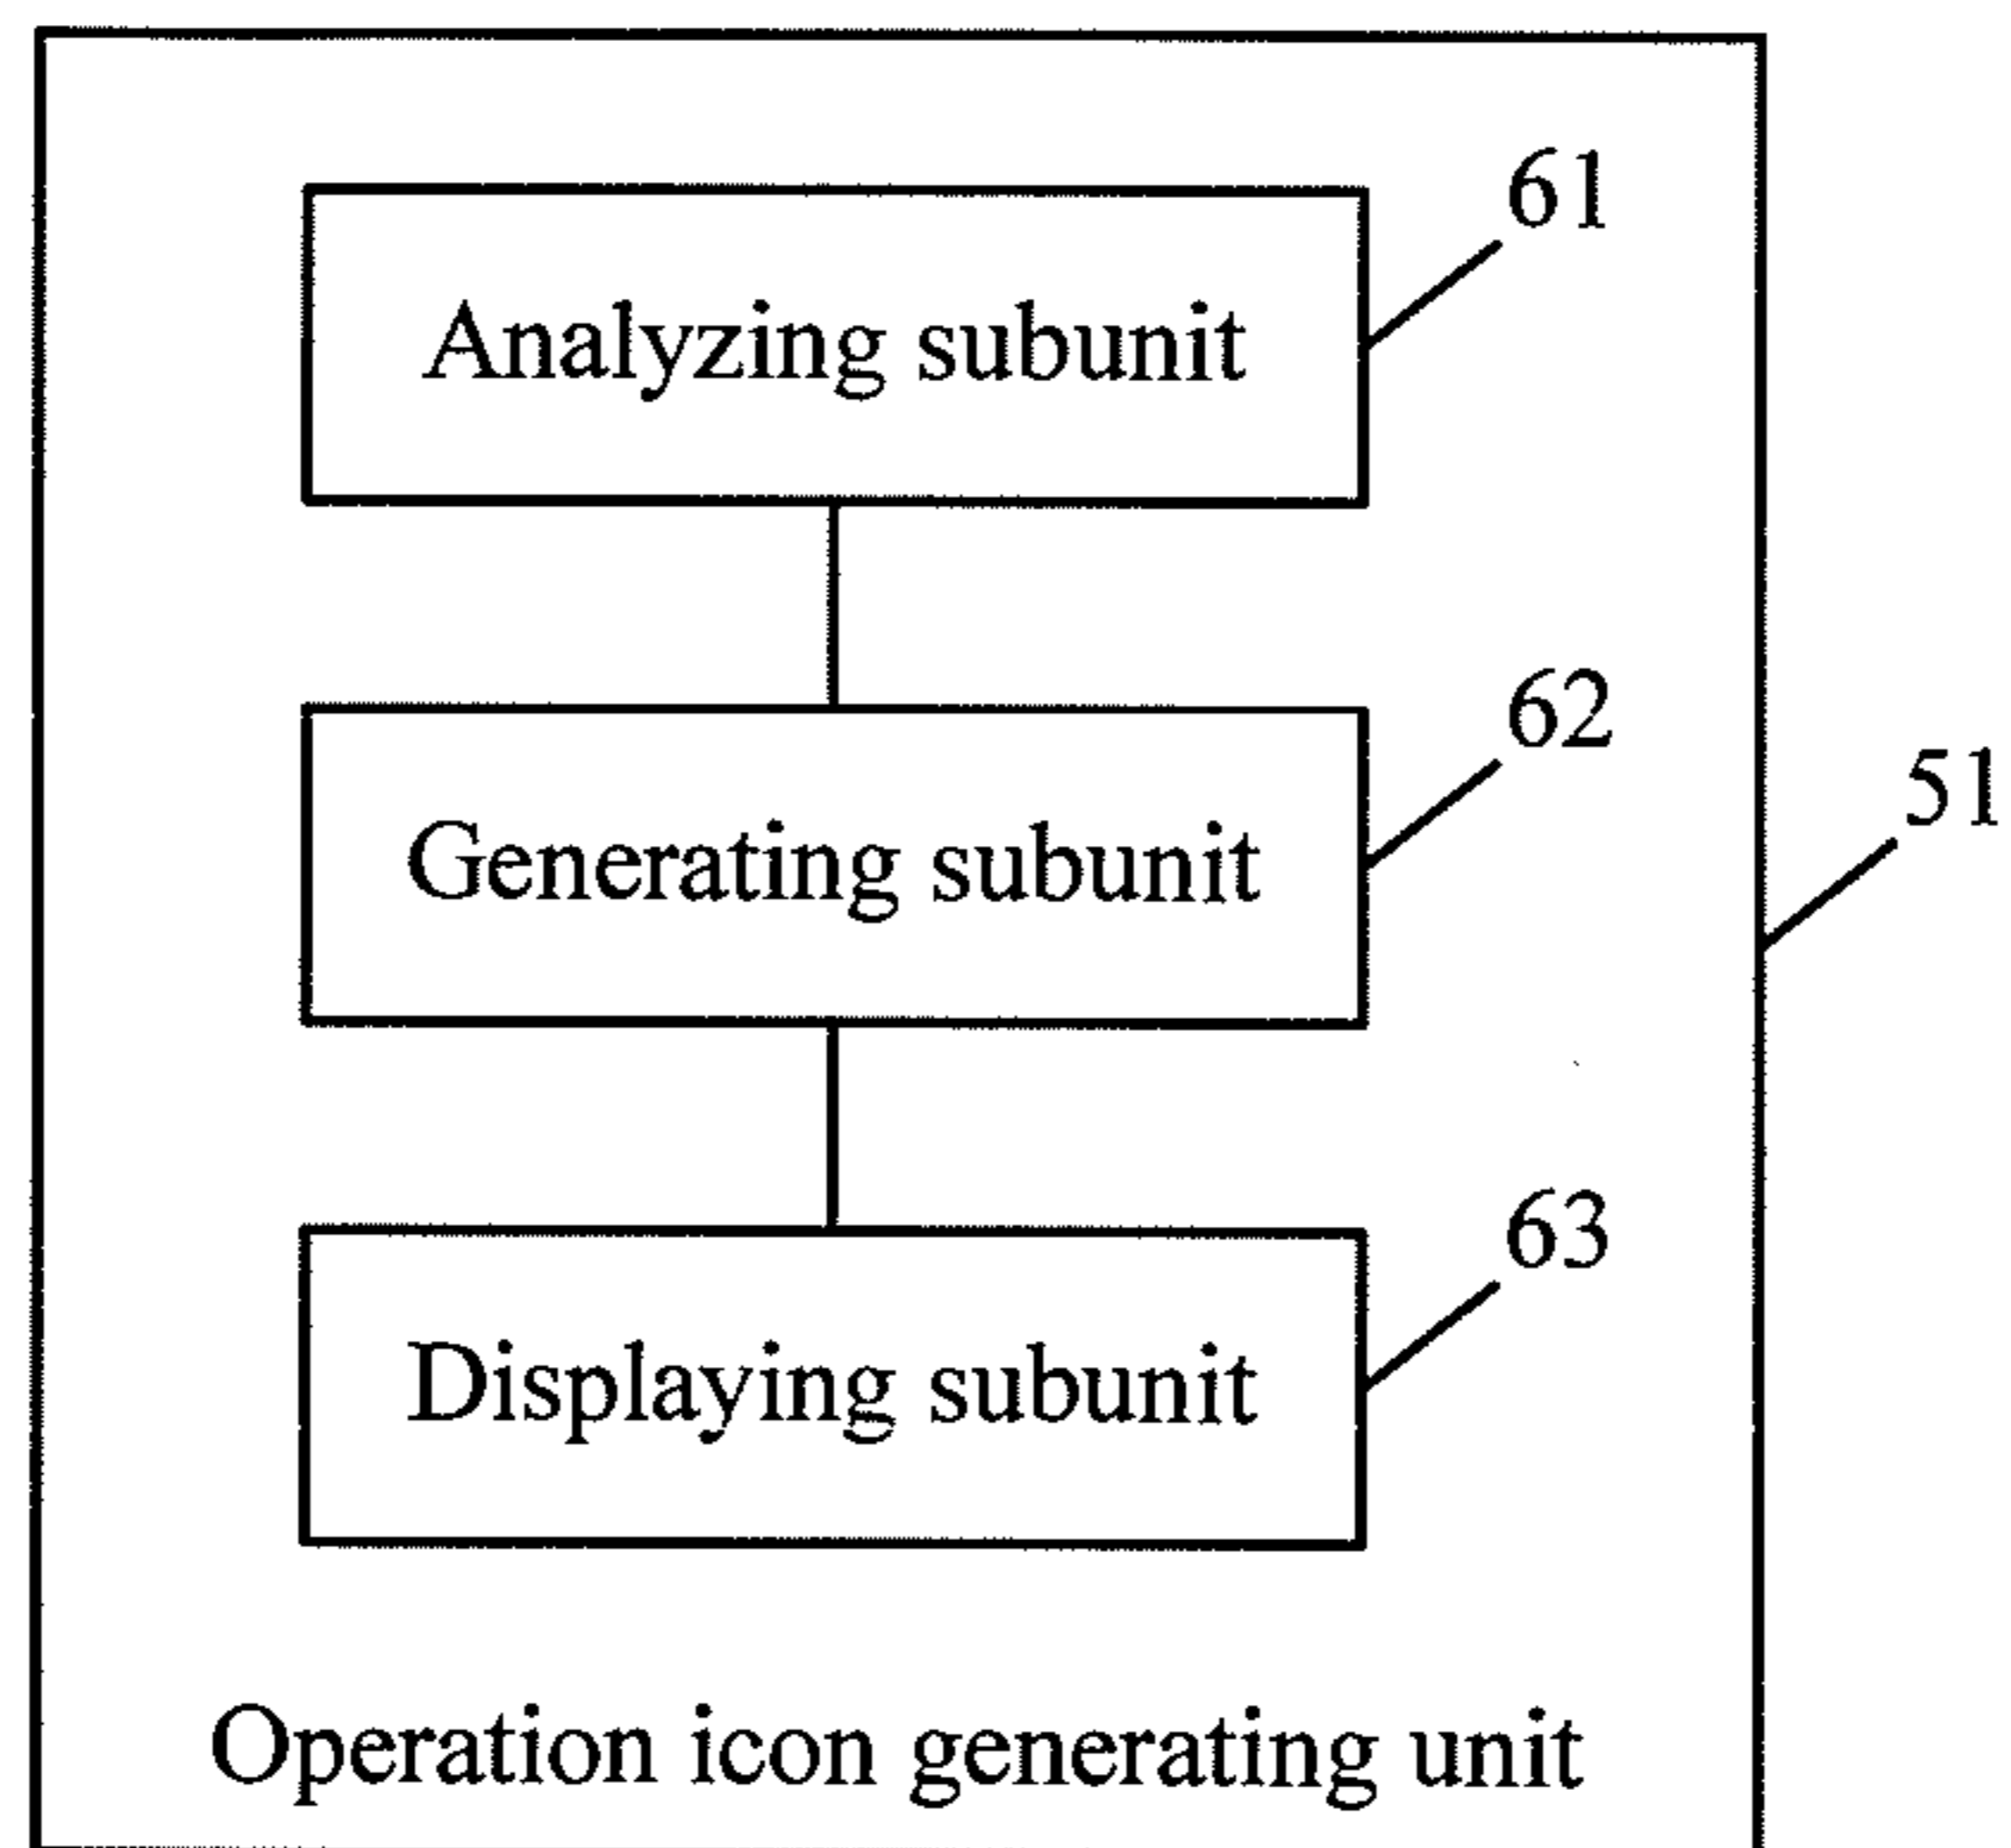 61
Analyzing subunit
62
51
Generating subunit
63
Displaying subunit
Operation icon generating unit